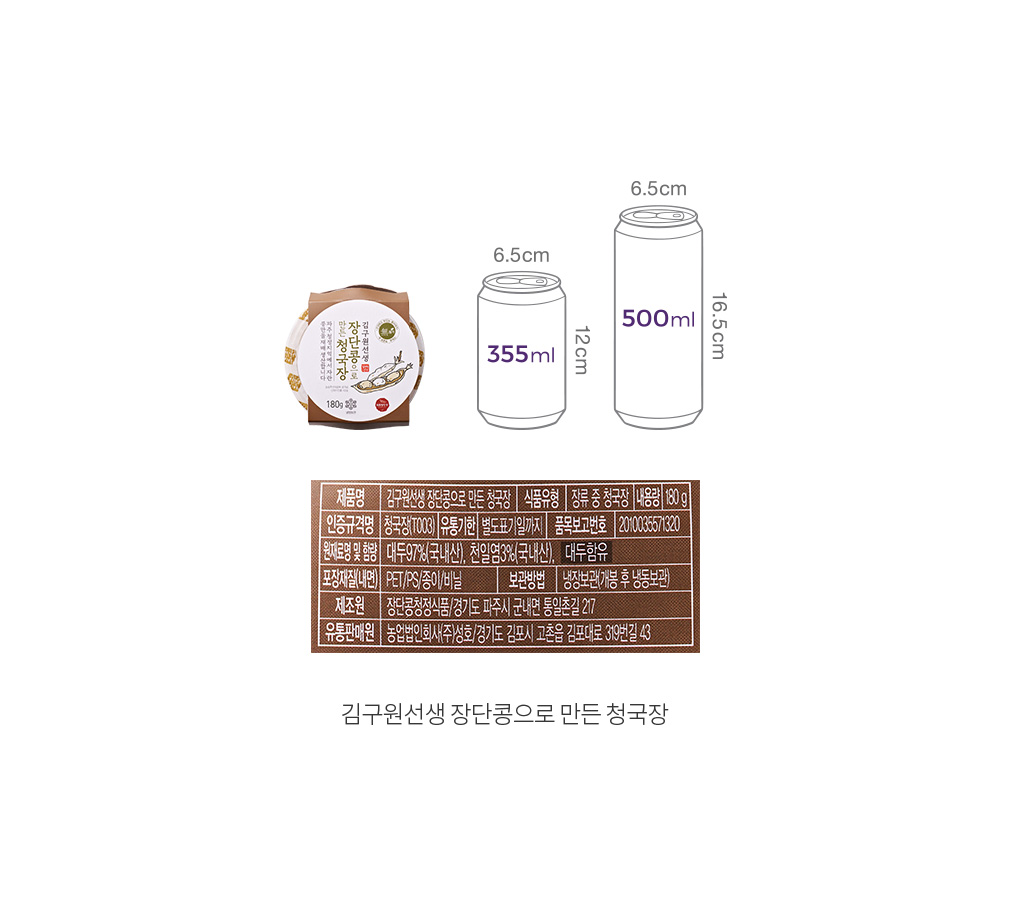 6.5cm
6.5cm
500ml
16.5cm
355ml
12cm
김구원선생
장단콩으로
만든 청국장
180g
제품명 김구원선생 장단콩으로 만든 청국장 식품유형 장류 중 청국장 내용량 180 g
인증규격명 청국장(T003) 유통기한 별도표기일까지 품목보고번호 2010035571320
원재료명 및 함량 대두97%(국내산), 천일염3%(국내산), 대두함유
포장재질(내면) PET/PS/종이/비닐 보관방법 냉장보관(개봉 후 냉동보관)
제조원 장단콩청정식품/경기도 파주시 군내면 통일촌길 217
유통판매원 농업법인회사(주)성호/경기도 김포시 고촌읍 김포대로 319번길 43
김구원선생 장단콩으로 만든 청국장